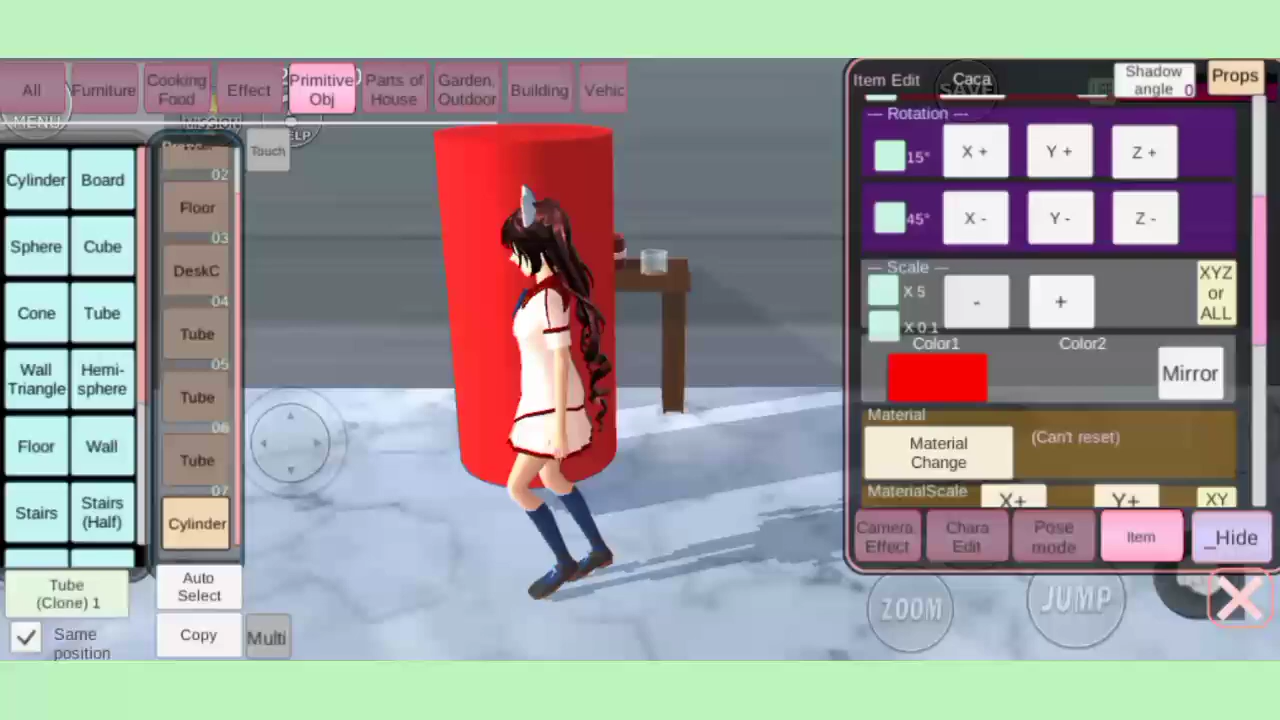 All
Furniture
Cooking
Food
Effect
Primitive
Obj
Parts of
House
Garden,
Outdoor
Building
Vehic
MENU
MISSION
ELP
Touch
Cylinder
Board
Sphere
Cube
Cone
Tube
Wall
Triangle
Hemi-
sphere
Floor
Wall
Stairs
Stairs
(Half)
02
Floor
03
DeskC
04
Tube
05
Tube
06
Tube
07
Cylinder
Tube
(Clone) 1
Same
position
Auto
Select
Copy
Multi
Item Edit
Caca
SAVE
Shadow
angle 0
Props
— Rotation —
15°
X +
Y +
Z +
45°
X -
Y -
Z -
— Scale —
X 5
X 0.1
-
+
XYZ
or
ALL
Color1
Color2
Mirror
Material
Material
Change
(Can't reset)
MaterialScale
X+
Y+
XY
Camera
Effect
Chara
Edit
Pose
mode
Item
_Hide
ZOOM
JUMP